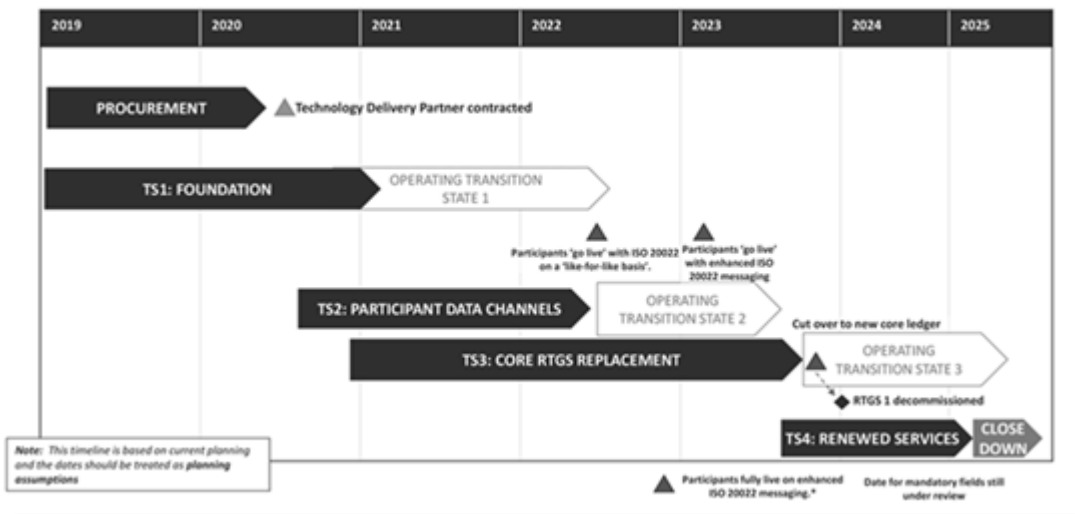 2019 2020 2021 2022 2023 2024 2025
PROCUREMENT
Technology Delivery Partner contracted
TS1: FOUNDATION
OPERATING TRANSITION
STATE 1
Participants 'go live' with ISO 20022
on a 'like-for-like basis'.
Participants 'go live'
with enhanced ISO
20022 messaging
TS2: PARTICIPANT DATA CHANNELS
OPERATING
TRANSITION STATE 2
Cut over to new core ledger
TS3: CORE RTGS REPLACEMENT
OPERATING
TRANSITION STATE 3
RTGS 1 decommissioned
TS4: RENEWED SERVICES
CLOSE
DOWN
Note: This timeline is based on current planning
and the dates should be treated as planning
assumptions
Participants fully live on enhanced
ISO 20022 messaging.*
Date for mandatory fields still
under review